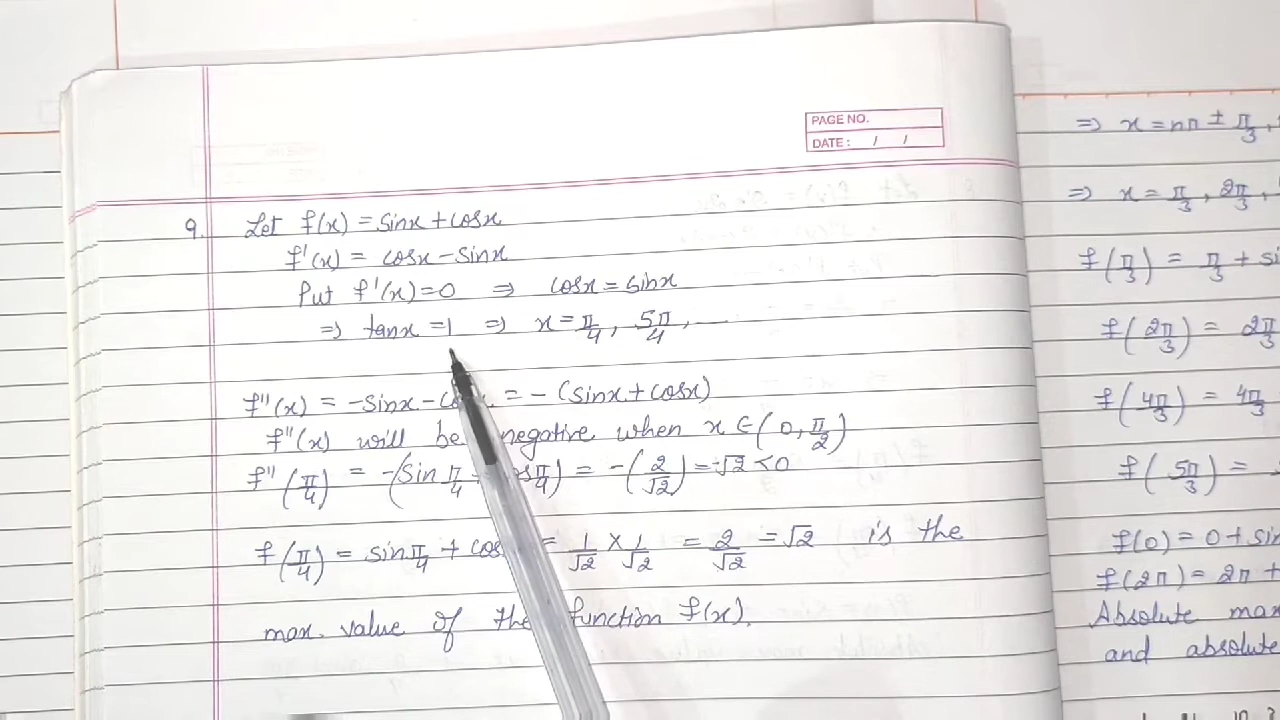 PAGE NO.
DATE : / /
9. Let f(x) = sinx + cosx
f'(x) = cosx - sinx
Put f'(x) = 0 ⇒ cosx = sinx
⇒ tanx = 1 ⇒ x = π/4, 5π/4, ...
f''(x) = -sinx - = - (sinx + cosx)
f''(x) will be negative when x ∈ (0, π/2)
f''(π/4) = -(sin π/4 π/4) = -(2/√2) = -√2 < 0
f(π/4) = sin π/4 + = 1/√2 × 1/√2 = 2/√2 = √2 is the
max. value of the function f(x).
⇒ x = nπ ± π/3,
⇒ x = π/3, 2π/3,
f(π/3) = π/3 +
f(2π/3) = 2π/3
f(4π/3) = 4π/3
f(5π/3) =
f(0) = 0 +
f(2π) = 2π +
Absolute
and absolute